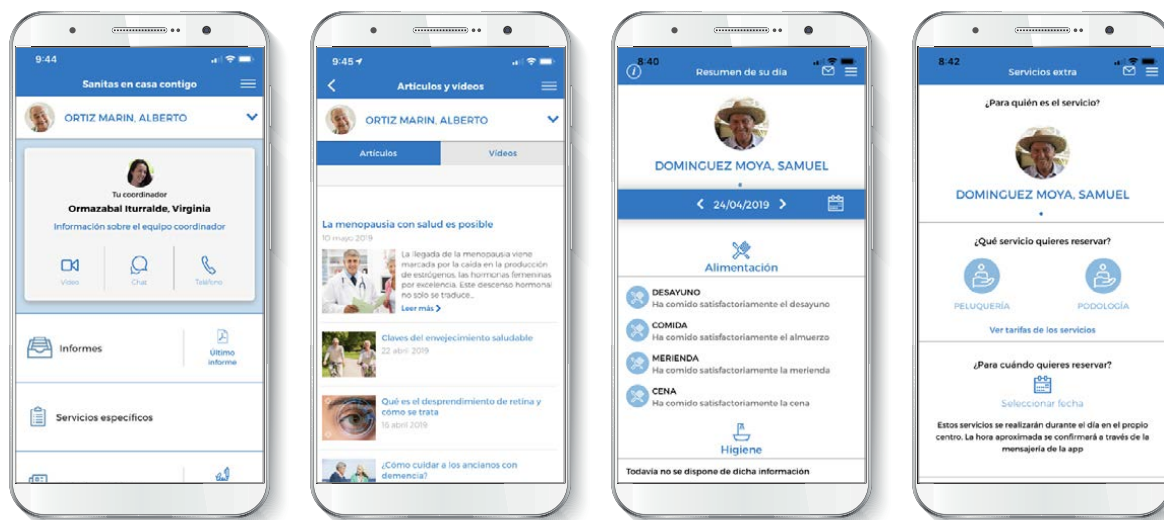 9:44
Sanitas en casa contigo
ORTIZ MARIN, ALBERTO
Tu coordinador
Ormazabal Iturralde, Virginia
Información sobre el equipo coordinador
Vídeo
Chat
Teléfono
Informes
Último
informe
Servicios específicos
9:45
Artículos y vídeos
ORTIZ MARIN, ALBERTO
Artículos
Vídeos
La menopausia con salud es posible
10 mayo 2019
La llegada de la menopausia viene
marcada por la caída en la producción
de estrógenos, las hormonas femeninas
por excelencia. Este descenso hormonal
no sólo se traduce...
Leer más
Claves del envejecimiento saludable
22 abril 2019
Qué es el desprendimiento de retina y
cómo se trata
16 abril 2019
¿Cómo cuidar a los ancianos con
demencia?
8:40
Resumen de su día
DOMINGUEZ MOYA, SAMUEL
24/04/2019
Alimentación
DESAYUNO
Ha comido satisfactoriamente el desayuno
COMIDA
Ha comido satisfactoriamente el almuerzo
MERIENDA
Ha comido satisfactoriamente la merienda
CENA
Ha comido satisfactoriamente la cena
Higiene
Todavía no se dispone de dicha información
8:42
Servicios extra
¿Para quién es el servicio?
DOMINGUEZ MOYA, SAMUEL
¿Qué servicio quieres reservar?
PELUQUERÍA
PODOLOGÍA
Ver tarifas de los servicios
¿Para cuándo quieres reservar?
Seleccionar fecha
Estos servicios se realizarán durante el día en el propio
centro. La hora aproximada se confirmará a través de la
mensajería de la app